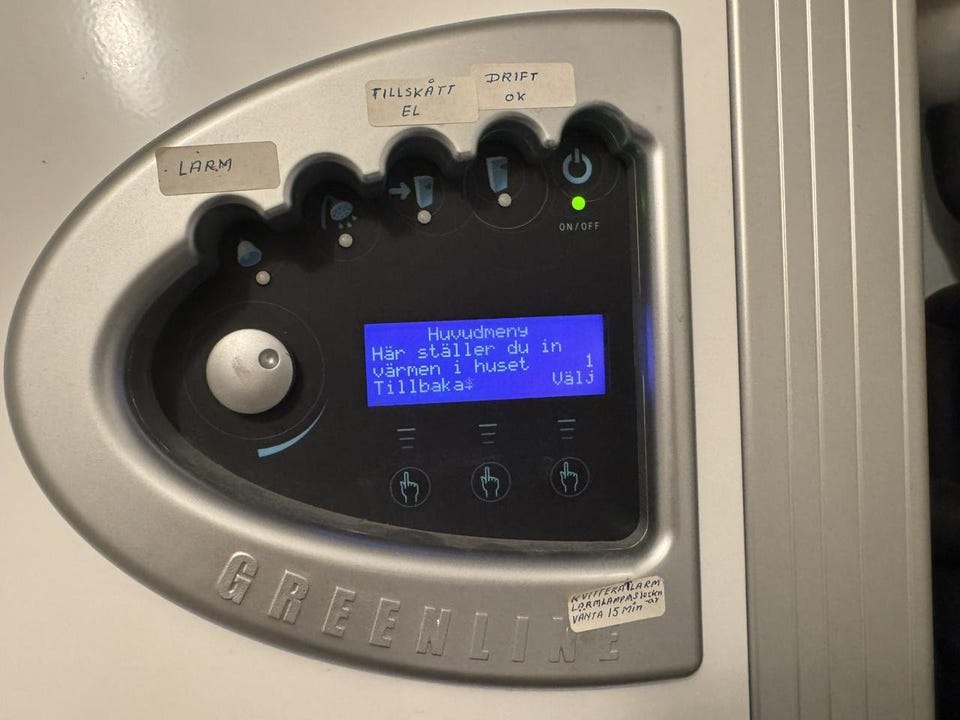 TILLSKÅTT
EL
DRIFT
OK
LARM
ON/OFF
Huvudmeny
Här ställer du in
värmen i huset 1
Tillbaka Välj
GREENLINE
KVITTERA LARM
LARMLAMPA
VÄNTA 15 Min